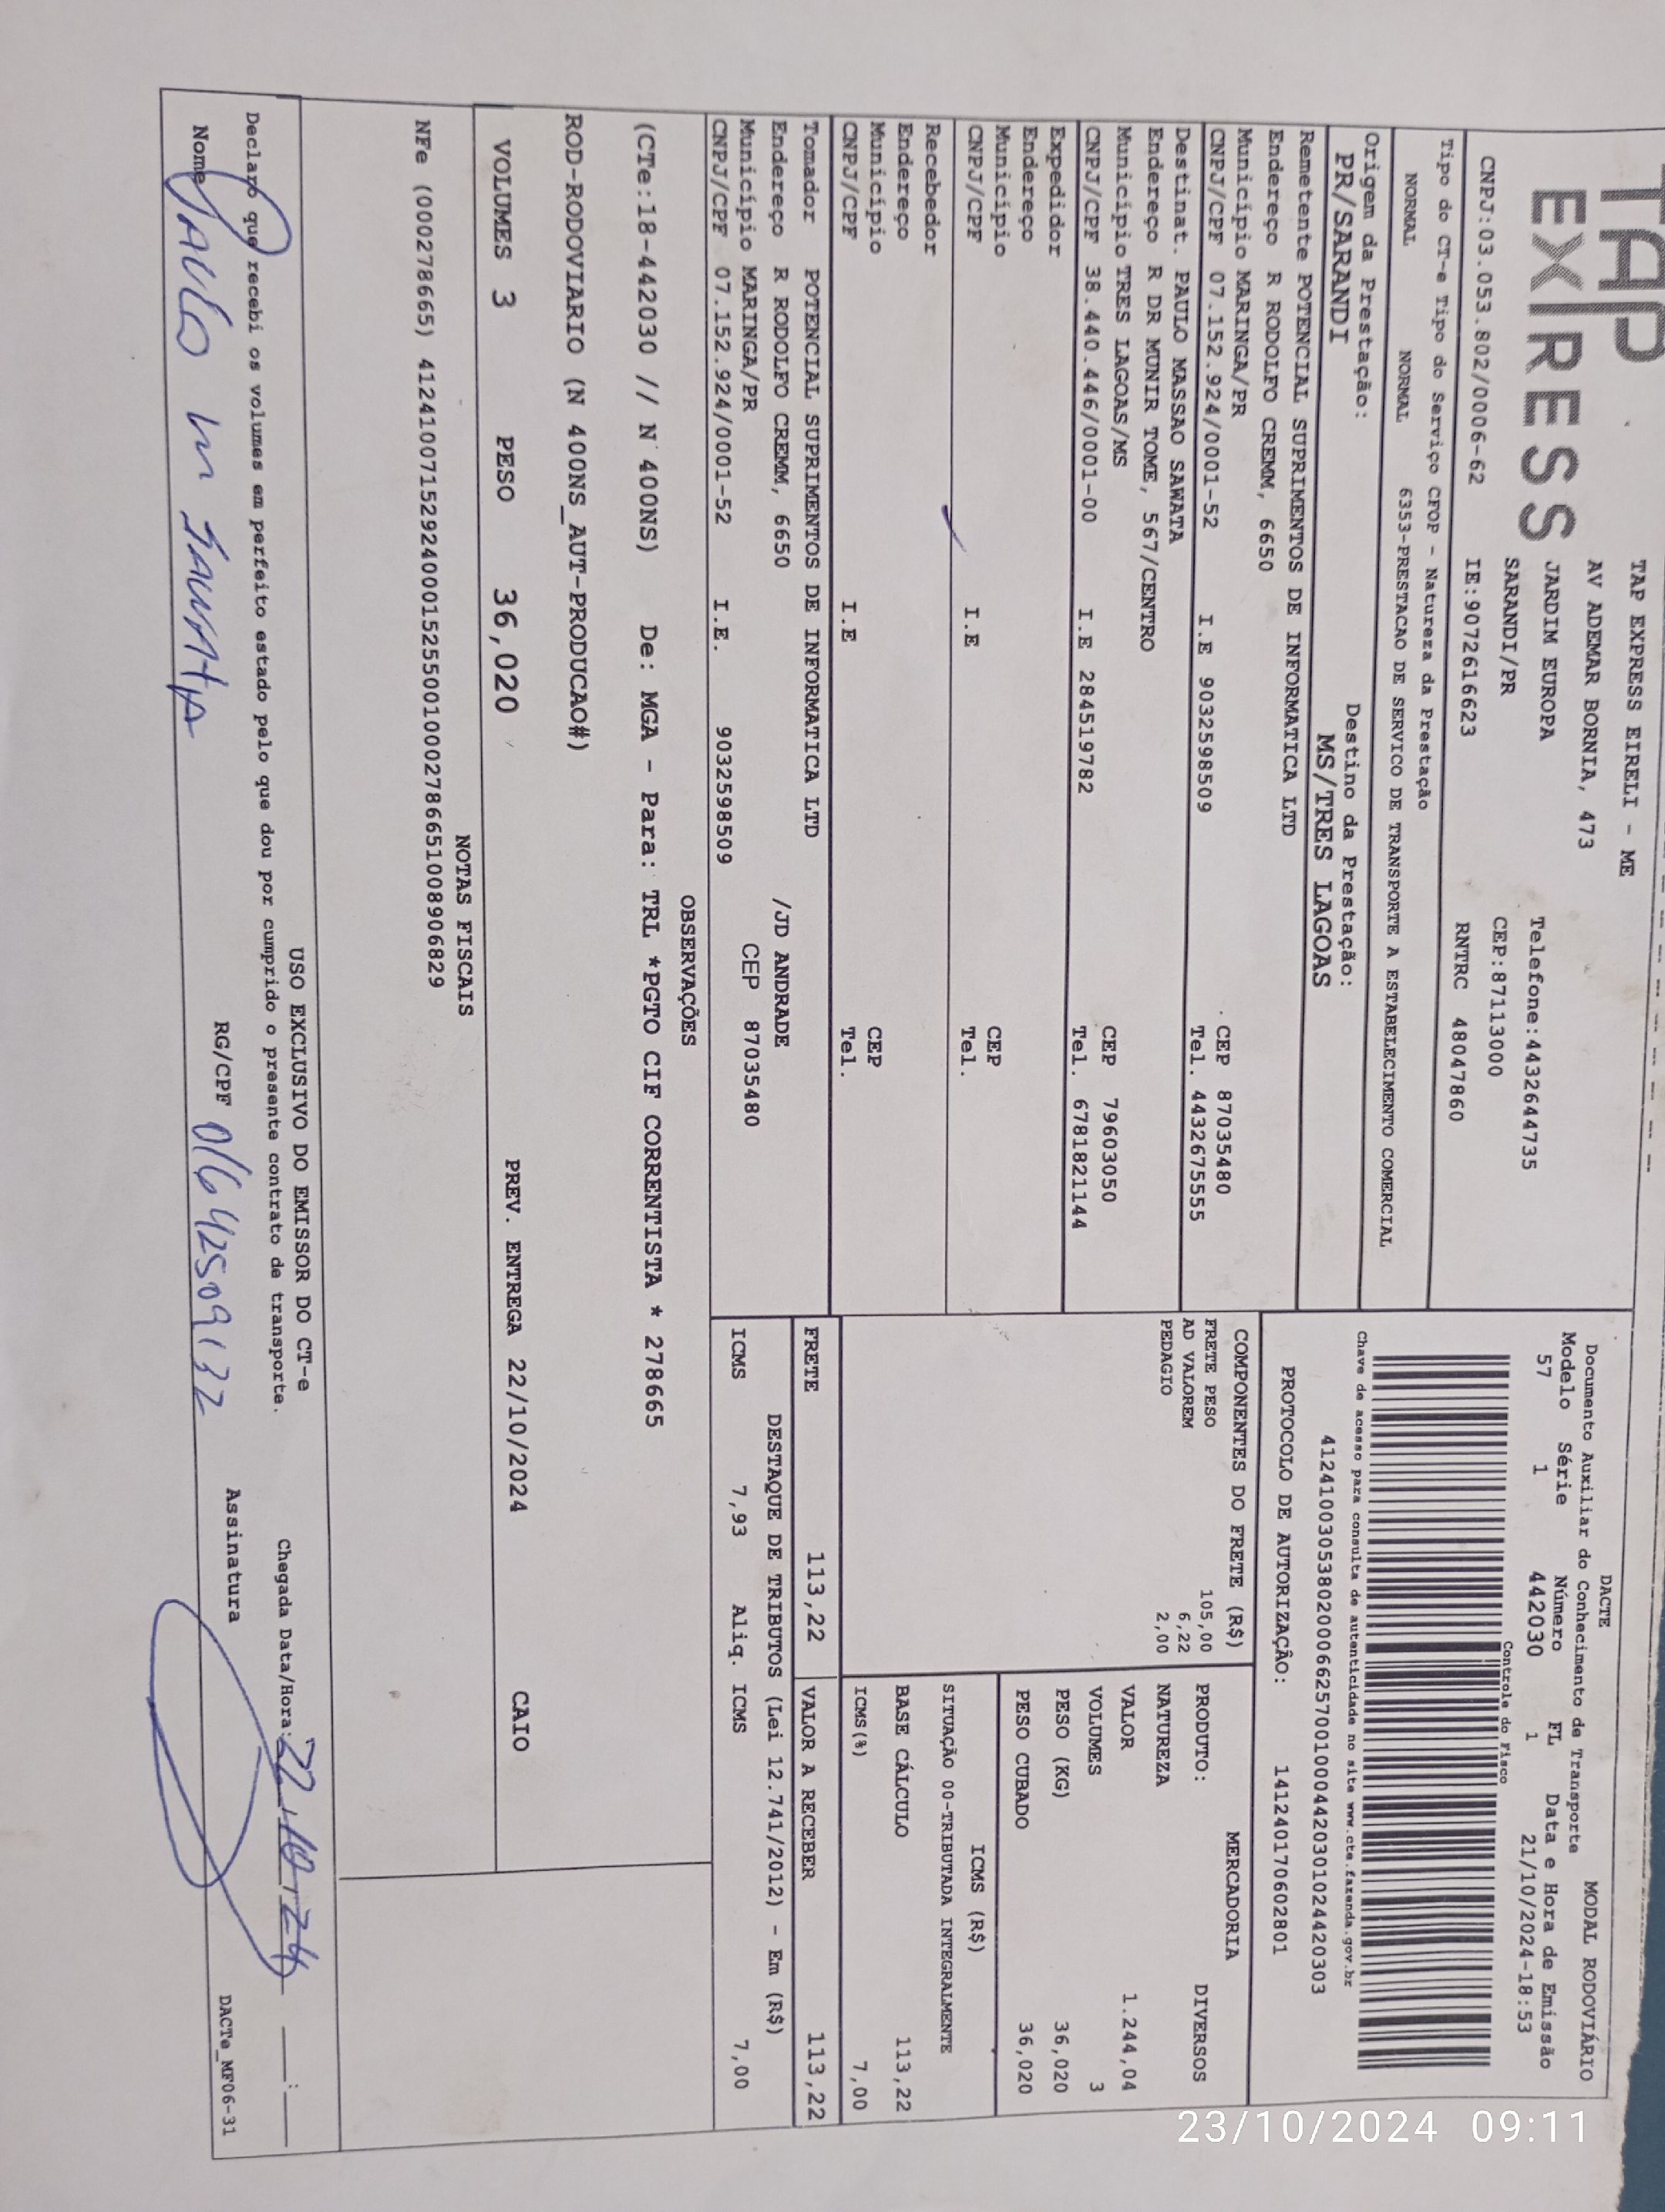 TAP
EXPRESS
TAP EXPRESS EIRELI - ME
AV ADEMAR BORNIA, 473
JARDIM EUROPA
SARANDI/PR
Telefone:4432644735
CEP:87113000
CNPJ:03.053.802/0006-62 IE:9072616623 RNTRC 48047860
DACTE
Documento Auxiliar do Conhecimento de Transporte
MODAL RODOVIÁRIO
Modelo Série Número FL Data e Hora de Emissão
57 1 442030 1 21/10/2024-18:53
Controle do Fisco
Chave de acesso para consulta de autenticidade no site www.cte.fazenda.gov.br
41241003053802000662570010004420301024420303
PROTOCOLO DE AUTORIZAÇÃO: 141240170602801
Tipo do CT-e Tipo do Serviço CFOP - Natureza da Prestação
NORMAL NORMAL 6353-PRESTACAO DE SERVICO DE TRANSPORTE A ESTABELECIMENTO COMERCIAL
Origem da Prestação: Destino da Prestação:
PR/SARANDI MS/TRES LAGOAS
Remetente POTENCIAL SUPRIMENTOS DE INFORMATICA LTD
Endereço R RODOLFO CREMM, 6650
Município MARINGA/PR CEP 87035480
CNPJ/CPF 07.152.924/0001-52 I.E 9032598509 Tel. 4432675555
Destinat. PAULO MASSAO SAWATA
Endereço R DR MUNIR TOME, 567/CENTRO
Município TRES LAGOAS/MS CEP 79603050
CNPJ/CPF 38.440.446/0001-00 I.E 284519782 Tel. 6781821144
Expedidor
Endereço
Município CEP
CNPJ/CPF I.E Tel.
Recebedor
Endereço
Município CEP
CNPJ/CPF I.E Tel.
Tomador POTENCIAL SUPRIMENTOS DE INFORMATICA LTD
Endereço R RODOLFO CREMM, 6650 /JD ANDRADE
Município MARINGA/PR CEP 87035480
CNPJ/CPF 07.152.924/0001-52 I.E. 9032598509
COMPONENTES DO FRETE (R$)
FRETE PESO 105,00
AD VALOREM 6,22
PEDAGIO 2,00
MERCADORIA
PRODUTO: DIVERSOS
NATUREZA
VALOR 1.244,04
VOLUMES 3
PESO (KG) 36,020
PESO CUBADO 36,020
ICMS (R$)
SITUAÇÃO 00-TRIBUTADA INTEGRALMENTE
BASE CÁLCULO 113,22
ICMS(%) 7,00
FRETE 113,22 VALOR A RECEBER 113,22
DESTAQUE DE TRIBUTOS (Lei 12.741/2012) - Em (R$)
ICMS 7,93 Aliq. ICMS 7,00
OBSERVAÇÕES
(CTe:18-442030 // N 400NS) De: MGA - Para: TRL *PGTO CIF CORRENTISTA * 278665
ROD-RODOVIARIO (N 400NS_AUT-PRODUCAO#)
VOLUMES 3 PESO 36,020 PREV. ENTREGA 22/10/2024 CAIO
NOTAS FISCAIS
NFe (000278665) 41241007152924000152550010002786651008906829
USO EXCLUSIVO DO EMISSOR DO CT-e
Declaro que recebi os volumes em perfeito estado pelo que dou por cumprido o presente contrato de transporte.
Chegada Data/Hora: 22/10/24 __:__
Nome PAULO M SAWATA RG/CPF 01642509132 Assinatura
DACTe_MF06-31
23/10/2024 09:11